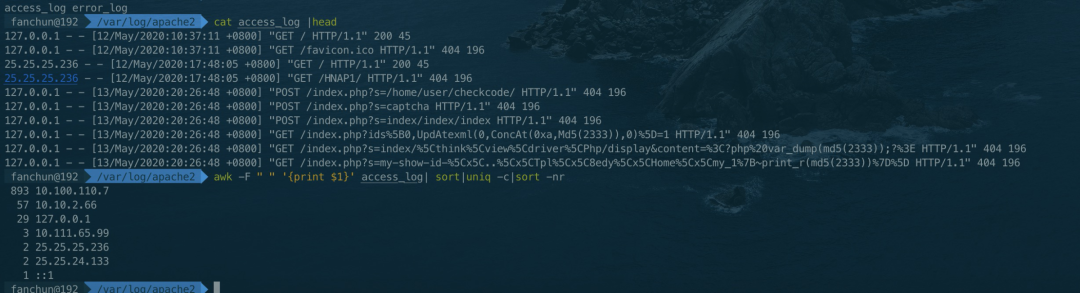 access_log error_log
fanchun@192 /var/log/apache2 cat access_log |head
127.0.0.1 - - [12/May/2020:10:37:11 +0800] "GET / HTTP/1.1" 200 45
127.0.0.1 - - [12/May/2020:10:37:11 +0800] "GET /favicon.ico HTTP/1.1" 404 196
25.25.25.236 - - [12/May/2020:17:48:05 +0800] "GET / HTTP/1.1" 200 45
25.25.25.236 - - [12/May/2020:17:48:05 +0800] "GET /HNAP1/ HTTP/1.1" 404 196
127.0.0.1 - - [13/May/2020:20:26:48 +0800] "POST /index.php?s=/home/user/checkcode/ HTTP/1.1" 404 196
127.0.0.1 - - [13/May/2020:20:26:48 +0800] "POST /index.php?s=captcha HTTP/1.1" 404 196
127.0.0.1 - - [13/May/2020:20:26:48 +0800] "POST /index.php?s=index/index/index HTTP/1.1" 404 196
127.0.0.1 - - [13/May/2020:20:26:48 +0800] "GET /index.php?ids%5B0,UpdAtexml(0,ConcAt(0xa,Md5(2333)),0)%5D=1 HTTP/1.1" 404 196
127.0.0.1 - - [13/May/2020:20:26:48 +0800] "GET /index.php?s=index/%5Cthink%5Cview%5Cdriver%5CPhp/display&content=%3C?php%20var_dump(md5(2333));?%3E HTTP/1.1" 404 196
127.0.0.1 - - [13/May/2020:20:26:48 +0800] "GET /index.php?s=my-show-id-%5Cx5C..%5Cx5CTpl%5Cx5C8edy%5Cx5CHome%5Cx5Cmy_1%7B~print_r(md5(2333))%7D%5D HTTP/1.1" 404 196
fanchun@192 /var/log/apache2 awk -F " " '{print $1}' access_log| sort|uniq -c|sort -nr
893 10.100.110.7
57 10.10.2.66
29 127.0.0.1
3 10.111.65.99
2 25.25.25.236
2 25.25.24.133
1 ::1
fanchun@192 /var/log/apache2